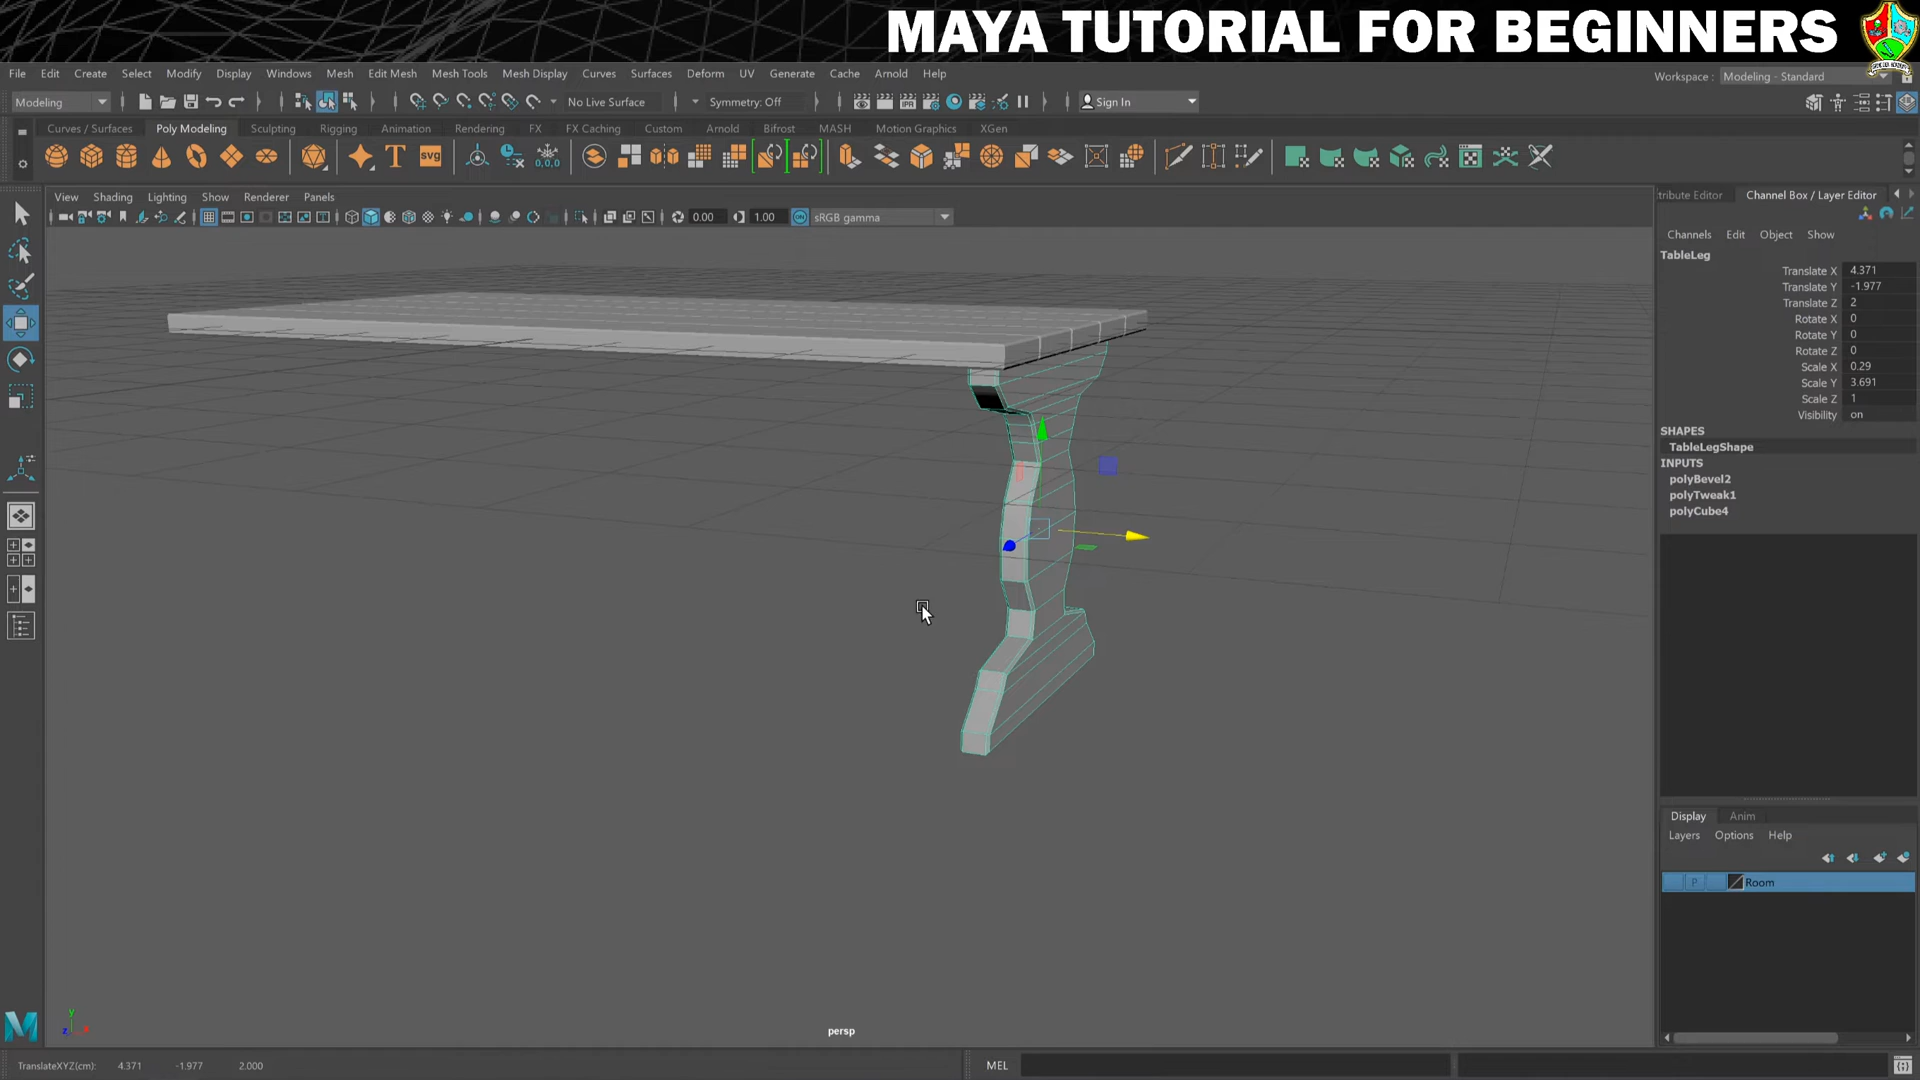 MAYA TUTORIAL FOR BEGINNERS
File Edit Create Select Modify Display Windows Mesh Edit Mesh Mesh Tools Mesh Display Curves Surfaces Deform UV Generate Cache Arnold Help
Workspace : Modeling - Standard
Modeling No Live Surface Symmetry: Off Sign In
Curves / Surfaces Poly Modeling Sculpting Rigging Animation Rendering FX FX Caching Custom Arnold Bifrost MASH Motion Graphics XGen
View Shading Lighting Show Renderer Panels
0.00 1.00 sRGB gamma
tribute Editor Channel Box / Layer Editor
Channels Edit Object Show
TableLeg
Translate X 4.371
Translate Y -1.977
Translate Z 2
Rotate X 0
Rotate Y 0
Rotate Z 0
Scale X 0.29
Scale Y 3.691
Scale Z 1
Visibility on
SHAPES
TableLegShape
INPUTS
polyBevel2
polyTweak1
polyCube4
Display Anim
Layers Options Help
P Room
y
z x
persp
TranslateXYZ(cm): 4.371 -1.977 2.000
MEL